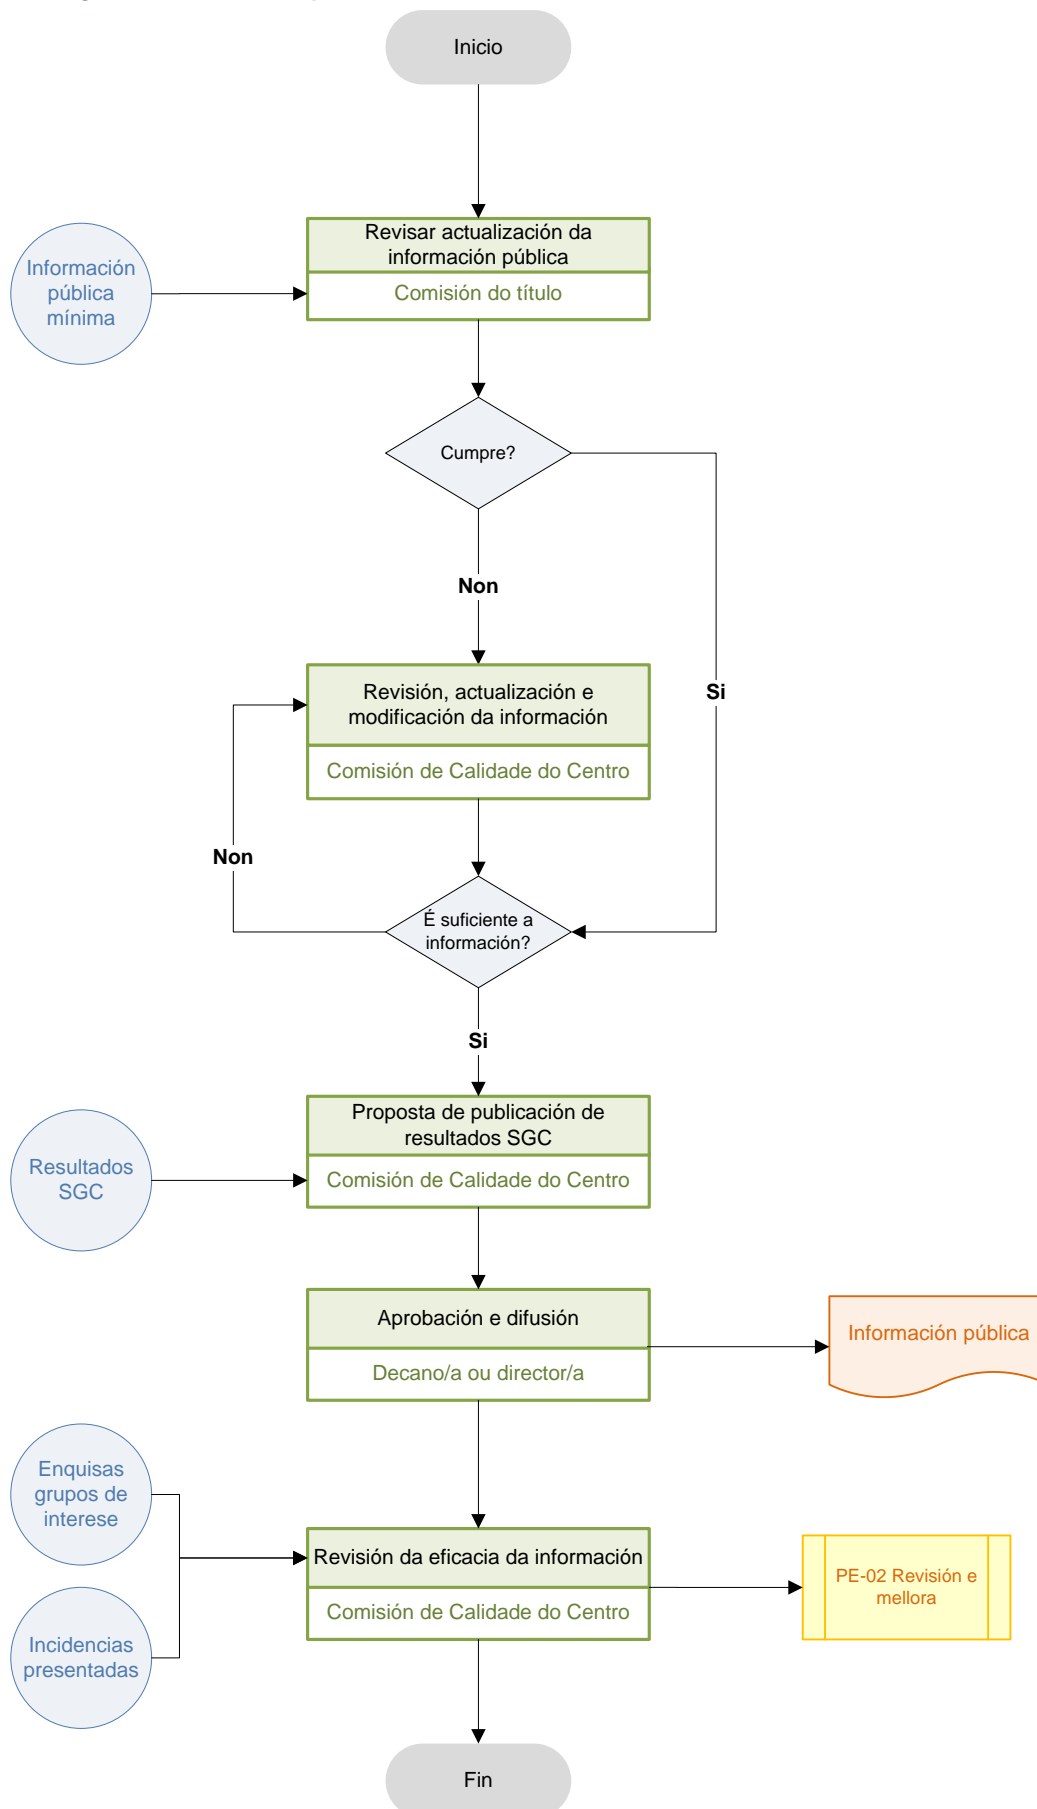 Inicio
Revisar actualización da
información pública
Comisión do título
Información
pública
mínima
Cumpre?
Non
Si
Revisión, actualización e
modificación da información
Comisión de Calidade do Centro
Non
É suficiente a
información?
Si
Proposta de publicación de
resultados SGC
Comisión de Calidade do Centro
Resultados
SGC
Aprobación e difusión
Decano/a ou director/a
Información pública
Enquisas
grupos de
interese
Revisión da eficacia da información
Comisión de Calidade do Centro
PE-02 Revisión e
mellora
Incidencias
presentadas
Fin